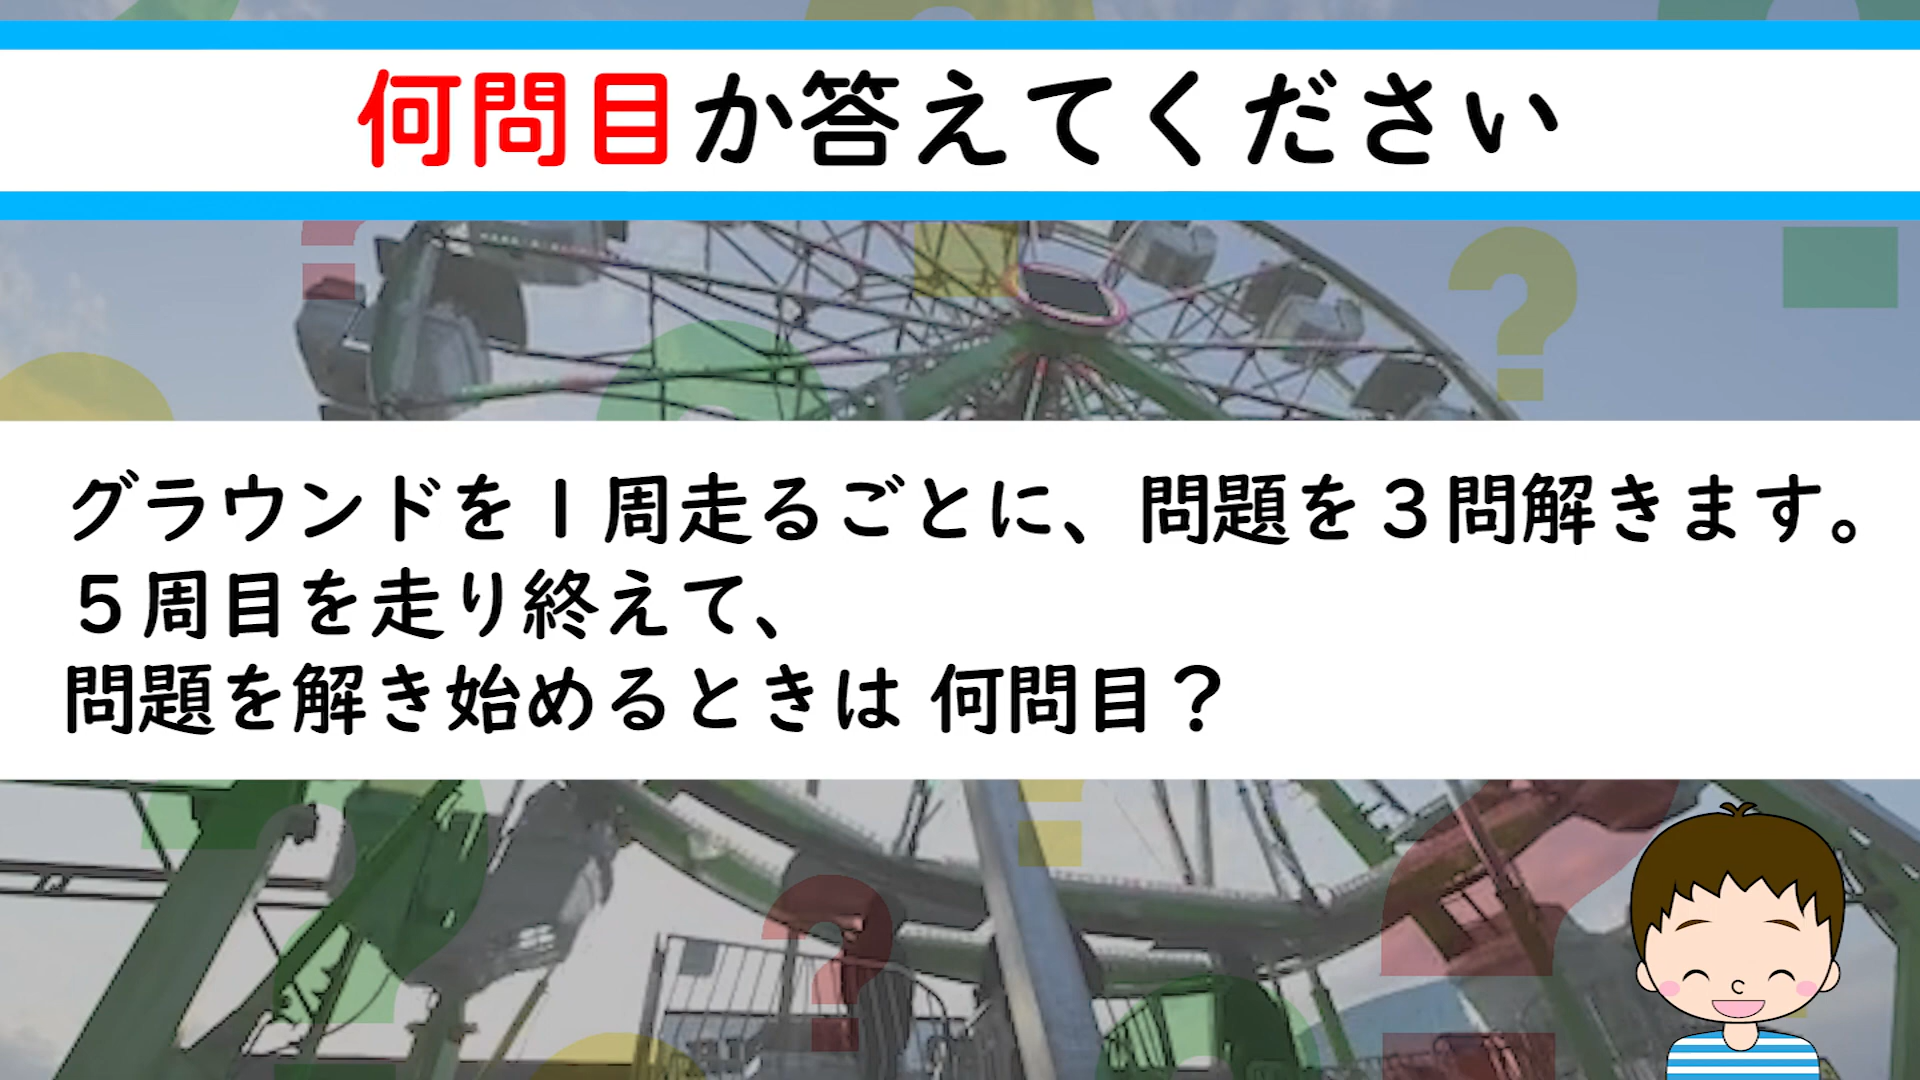 何問目か答えてください
グラウンドを１周走るごとに、問題を３問解きます。
５周目を走り終えて、
問題を解き始めるときは 何問目？